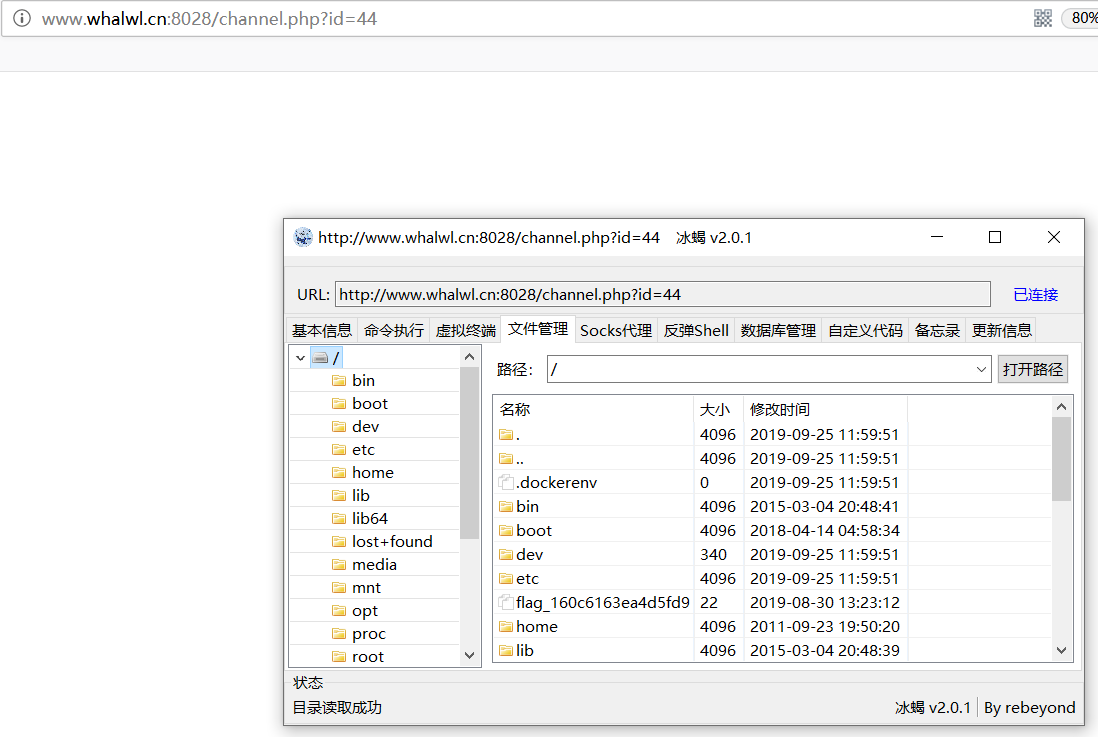 www.whalwl.cn:8028/channel.php?id=44 80%
http://www.whalwl.cn:8028/channel.php?id=44 冰蝎 v2.0.1
URL: http://www.whalwl.cn:8028/channel.php?id=44 已连接
基本信息 命令执行 虚拟终端 文件管理 Socks代理 反弹Shell 数据库管理 自定义代码 备忘录 更新信息
/
bin
boot
dev
etc
home
lib
lib64
lost+found
media
mnt
opt
proc
root
路径: / 打开路径
名称 大小 修改时间
. 4096 2019-09-25 11:59:51
.. 4096 2019-09-25 11:59:51
.dockerenv 0 2019-09-25 11:59:51
bin 4096 2015-03-04 20:48:41
boot 4096 2018-04-14 04:58:34
dev 340 2019-09-25 11:59:51
etc 4096 2019-09-25 11:59:51
flag_160c6163ea4d5fd9 22 2019-08-30 13:23:12
home 4096 2011-09-23 19:50:20
lib 4096 2015-03-04 20:48:39
状态
目录读取成功 冰蝎 v2.0.1 By rebeyond